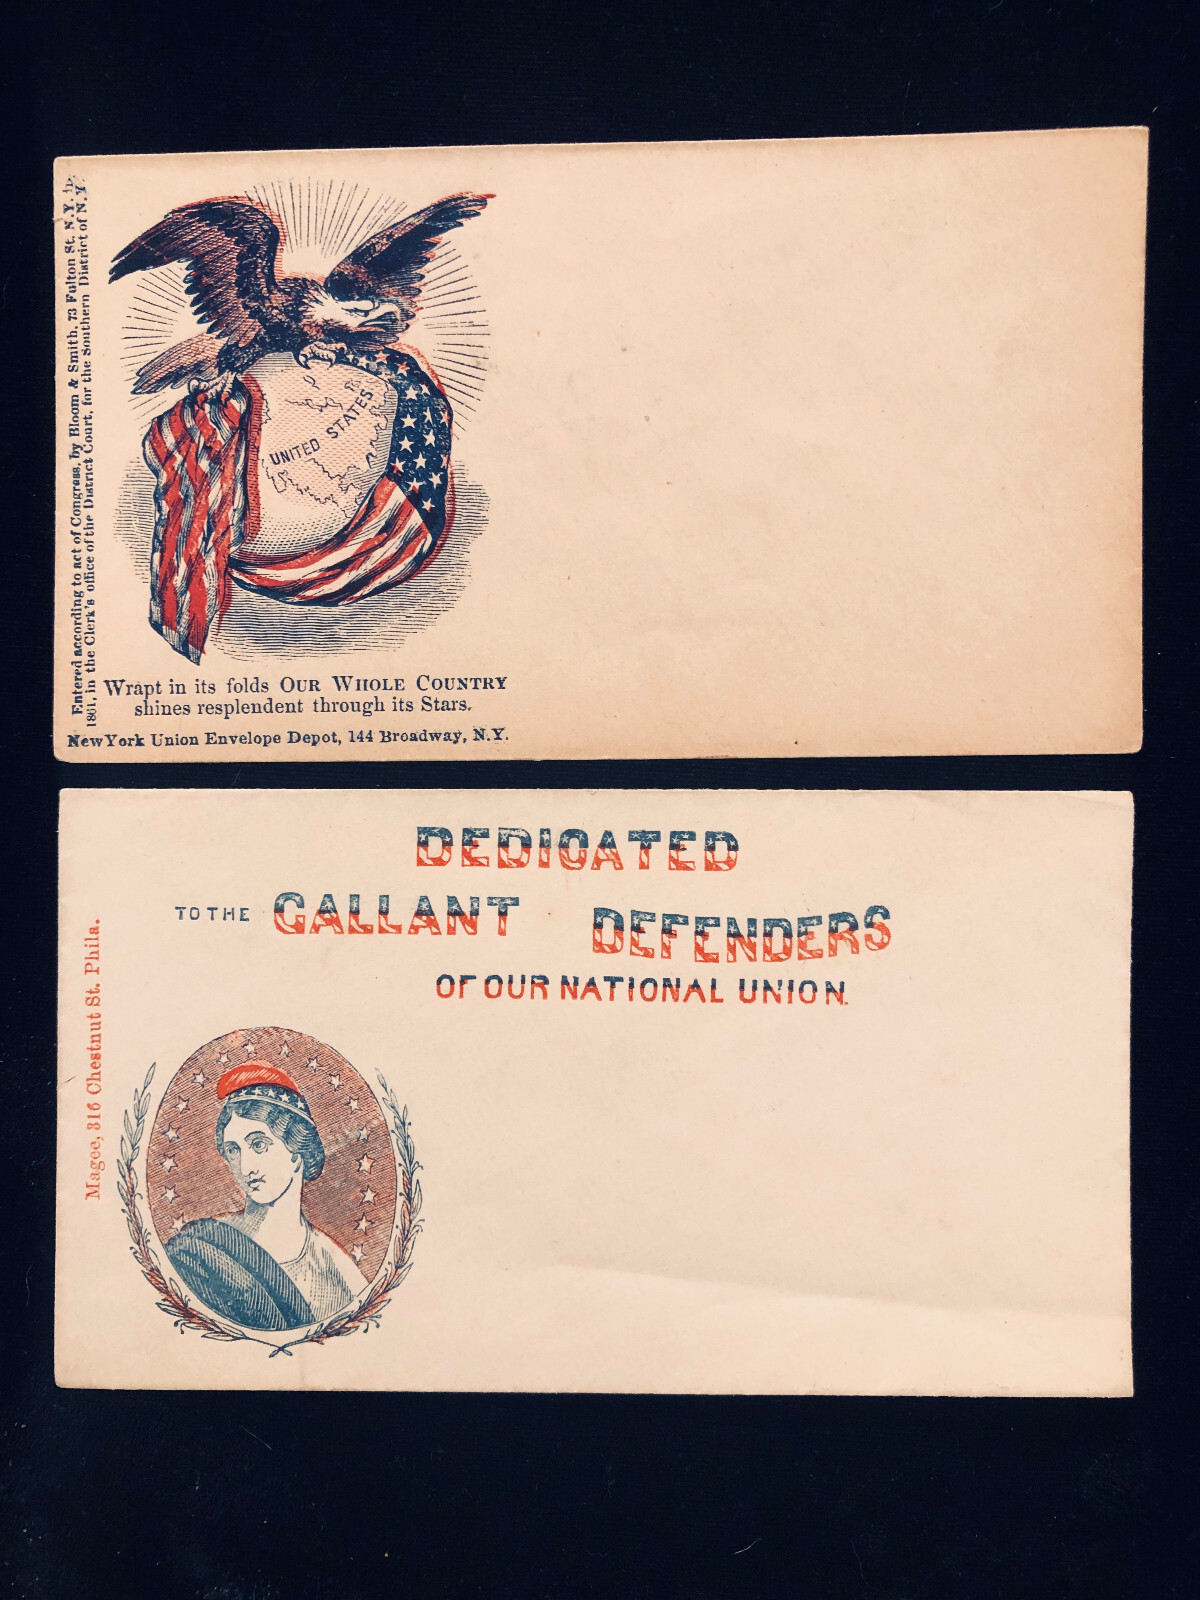 Entered according to act of Congress, by Bloom & Smith, 73 Fulton St. N.Y.
1861, in the Clerk's office of the District Court, for the Southern District of N.Y.
UNITED STATES
Wrapt in its folds OUR WHOLE COUNTRY
shines resplendent through its Stars.
New York Union Envelope Depot, 144 Broadway, N.Y.
DEDICATED
TO THE GALLANT DEFENDERS
OF OUR NATIONAL UNION.
Magee, 316 Chestnut St. Phila.